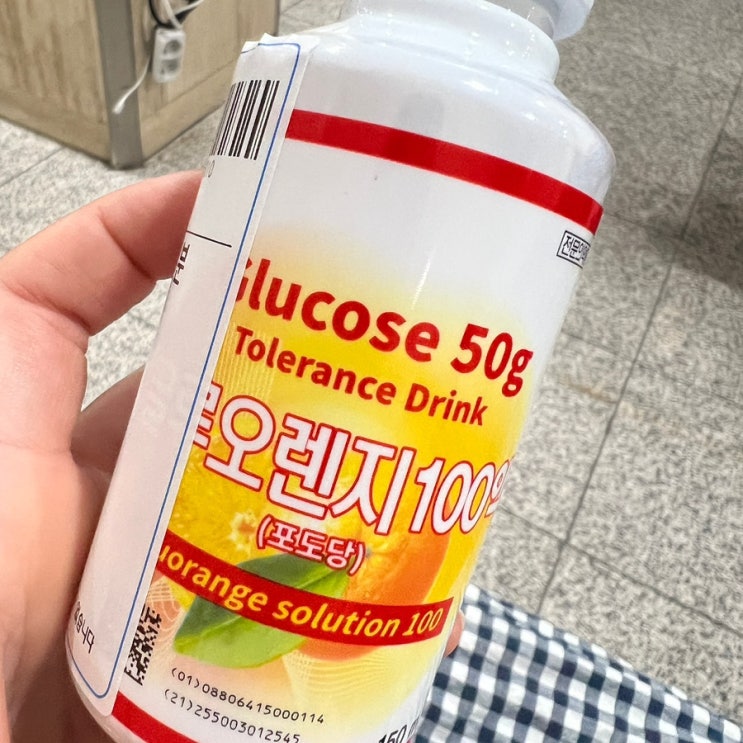 Glucose 50g
Tolerance Drink
오렌지100
(포도당)
orange solution 100
(01)08806415000114
(21)255003012545
150